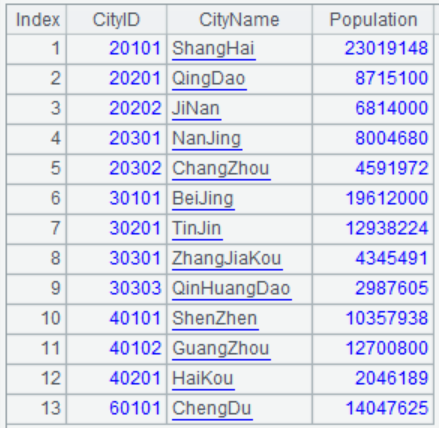 Index CityID CityName Population
1 20101 ShangHai 23019148
2 20201 QingDao 8715100
3 20202 JiNan 6814000
4 20301 NanJing 8004680
5 20302 ChangZhou 4591972
6 30101 BeiJing 19612000
7 30201 TinJin 12938224
8 30301 ZhangJiaKou 4345491
9 30303 QinHuangDao 2987605
10 40101 ShenZhen 10357938
11 40102 GuangZhou 12700800
12 40201 HaiKou 2046189
13 60101 ChengDu 14047625